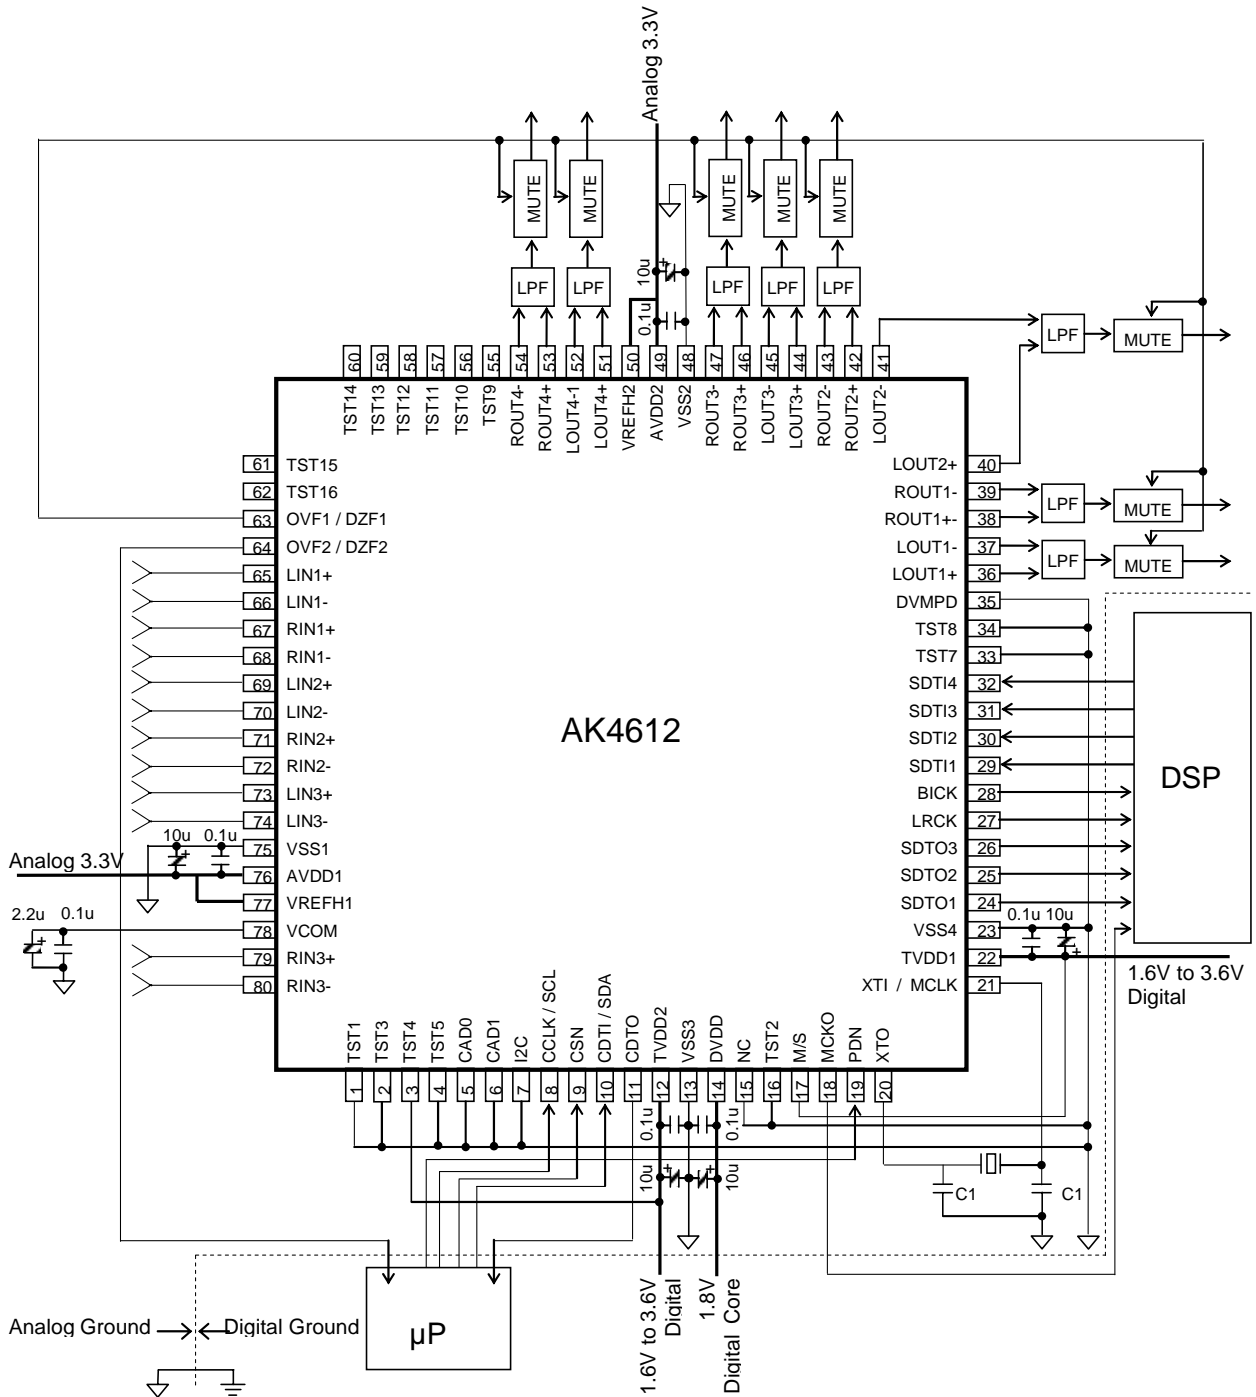 Analog 3.3V
MUTE
MUTE
MUTE
MUTE
MUTE
LPF
LPF
10u
+
LPF
LPF
LPF
0.1u
LPF
MUTE
60
59
58
57
56
55
54
53
52
51
50
49
48
47
46
45
44
43
42
41
TST14
TST13
TST12
TST11
TST10
TST9
ROUT4-
ROUT4+
LOUT4-1
LOUT4+
VREFH2
AVDD2
VSS2
ROUT3-
ROUT3+
LOUT3-
LOUT3+
ROUT2-
ROUT2+
LOUT2-
61 TST15
62 TST16
63 OVF1 / DZF1
64 OVF2 / DZF2
65 LIN1+
66 LIN1-
67 RIN1+
68 RIN1-
69 LIN2+
70 LIN2-
71 RIN2+
72 RIN2-
73 LIN3+
74 LIN3-
10u + 0.1u
75 VSS1
Analog 3.3V
76 AVDD1
77 VREFH1
2.2u + 0.1u
78 VCOM
79 RIN3+
80 RIN3-
AK4612
LOUT2+ 40
ROUT1- 39
LPF
MUTE
ROUT1+- 38
LOUT1- 37
LPF
MUTE
LOUT1+ 36
DVMPD 35
TST8 34
TST7 33
SDTI4 32
SDTI3 31
SDTI2 30
SDTI1 29
BICK 28
LRCK 27
SDTO3 26
SDTO2 25
SDTO1 24
DSP
0.1u 10u
+
VSS4 23
TVDD1 22
1.6V to 3.6V
Digital
XTI / MCLK 21
TST1
TST3
TST4
TST5
CAD0
CAD1
I2C
CCLK / SCL
CSN
CDTI / SDA
CDTO
TVDD2
VSS3
DVDD
NC
TST2
M/S
MCKO
PDN
XTO
1
2
3
4
5
6
7
8
9
10
11
12
13
14
15
16
17
18
19
20
0.1u
0.1u
10u
+
+
10u
C1
C1
µP
1.6V to 3.6V
Digital
1.8V
Digital Core
Analog Ground
Digital Ground